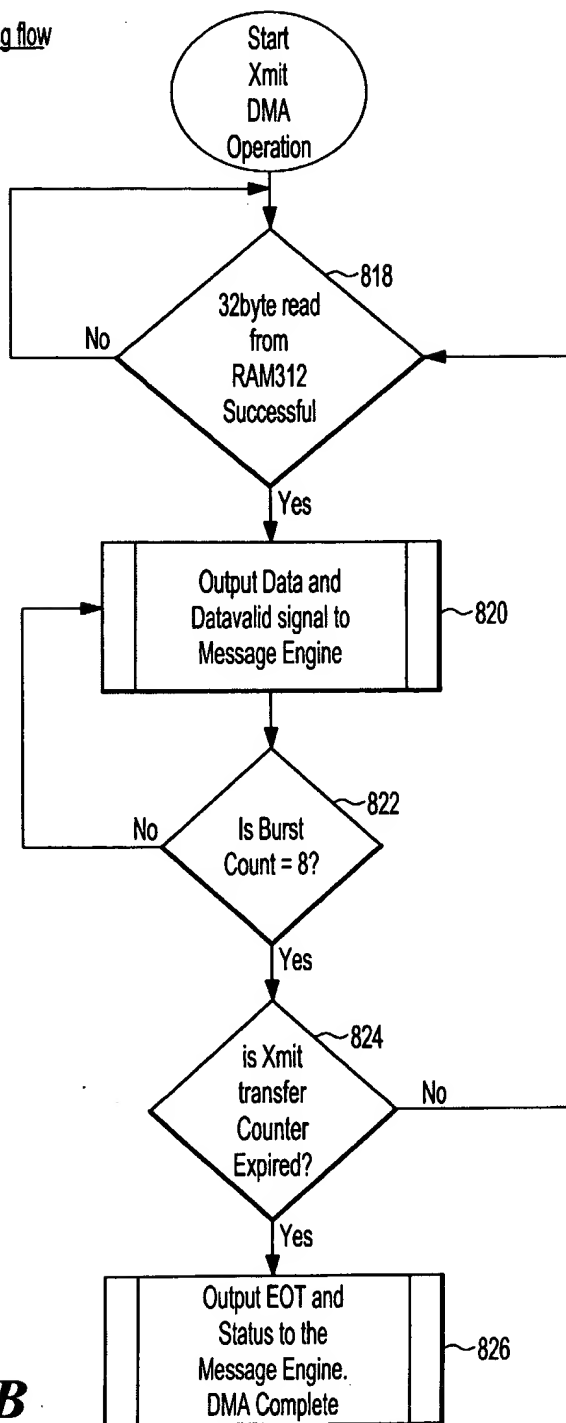 g flow
Start
Xmit
DMA
Operation
818
32byte read
from
RAM312
Successful
No
Yes
Output Data and
Datavalid signal to
Message Engine
820
822
Is Burst
Count = 8?
No
Yes
824
is Xmit
transfer
Counter
Expired?
No
Yes
Output EOT and
Status to the
Message Engine.
DMA Complete
826
B